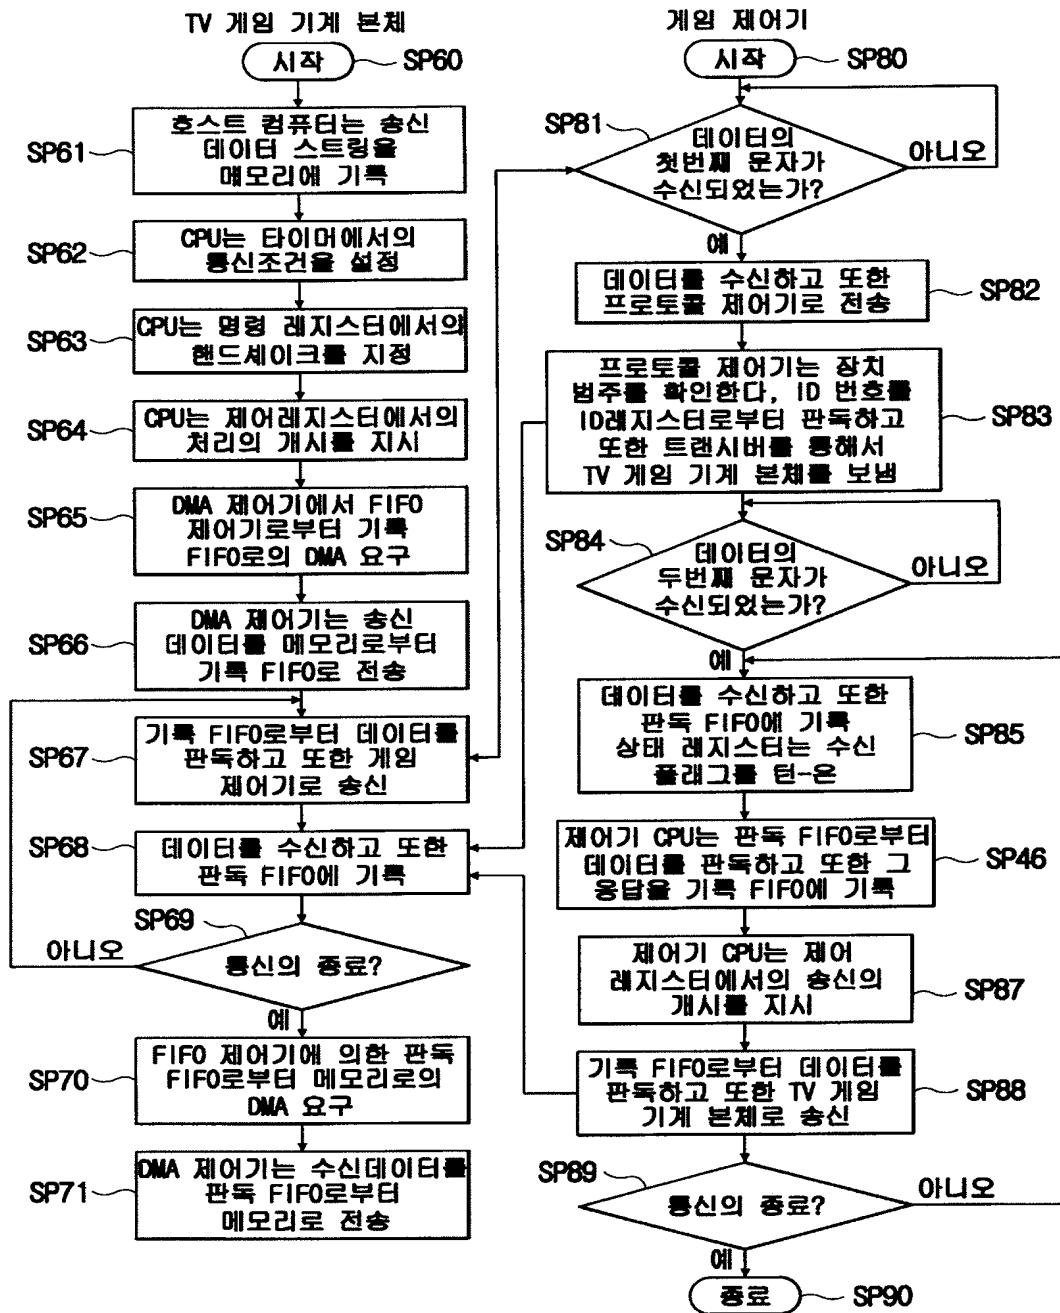 TV 게임 기계 본체
시작
SP60
SP61
호스트 컴퓨터는 송신
데이터 스트링을
메모리에 기록
SP62
CPU는 타이머에서의
통신조건을 설정
SP63
CPU는 명령 레지스터에서의
핸드셰이크를 지정
SP64
CPU는 제어레지스터에서의
처리의 개시를 지시
SP65
DMA 제어기에서 FIFO
제어기로부터 기록
FIFO로의 DMA 요구
SP66
DMA 제어기는 송신
데이터를 메모리로부터
기록 FIFO로 전송
SP67
기록 FIFO로부터 데이터를
판독하고 또한 게임
제어기로 송신
SP68
데이터를 수신하고 또한
판독 FIFO에 기록
SP69
아니오
통신의 종료?
예
SP70
FIFO 제어기에 의한 판독
FIFO로부터 메모리로의
DMA 요구
SP71
DMA 제어기는 수신데이터를
판독 FIFO로부터
메모리로 전송
게임 제어기
시작
SP80
SP81
데이터의
첫번째 문자가
수신되었는가?
아니오
예
데이터를 수신하고 또한
프로토콜 제어기로 전송
SP82
프로토콜 제어기는 장치
범주를 확인한다, ID 번호를
ID레지스터로부터 판독하고
또한 트랜시버를 통해서
TV 게임 기계 본체를 보냄
SP83
SP84
데이터의
두번째 문자가
수신되었는가?
아니오
예
데이터를 수신하고 또한
판독 FIFO에 기록
상태 레지스터는 수신
플래그를 턴-온
SP85
제어기 CPU는 판독 FIFO로부터
데이터를 판독하고 또한 그
응답을 기록 FIFO에 기록
SP46
제어기 CPU는 제어
레지스터에서의 송신의
개시를 지시
SP87
기록 FIFO로부터 데이터를
판독하고 또한 TV 게임
기계 본체로 송신
SP88
SP89
통신의 종료?
아니오
예
종료
SP90